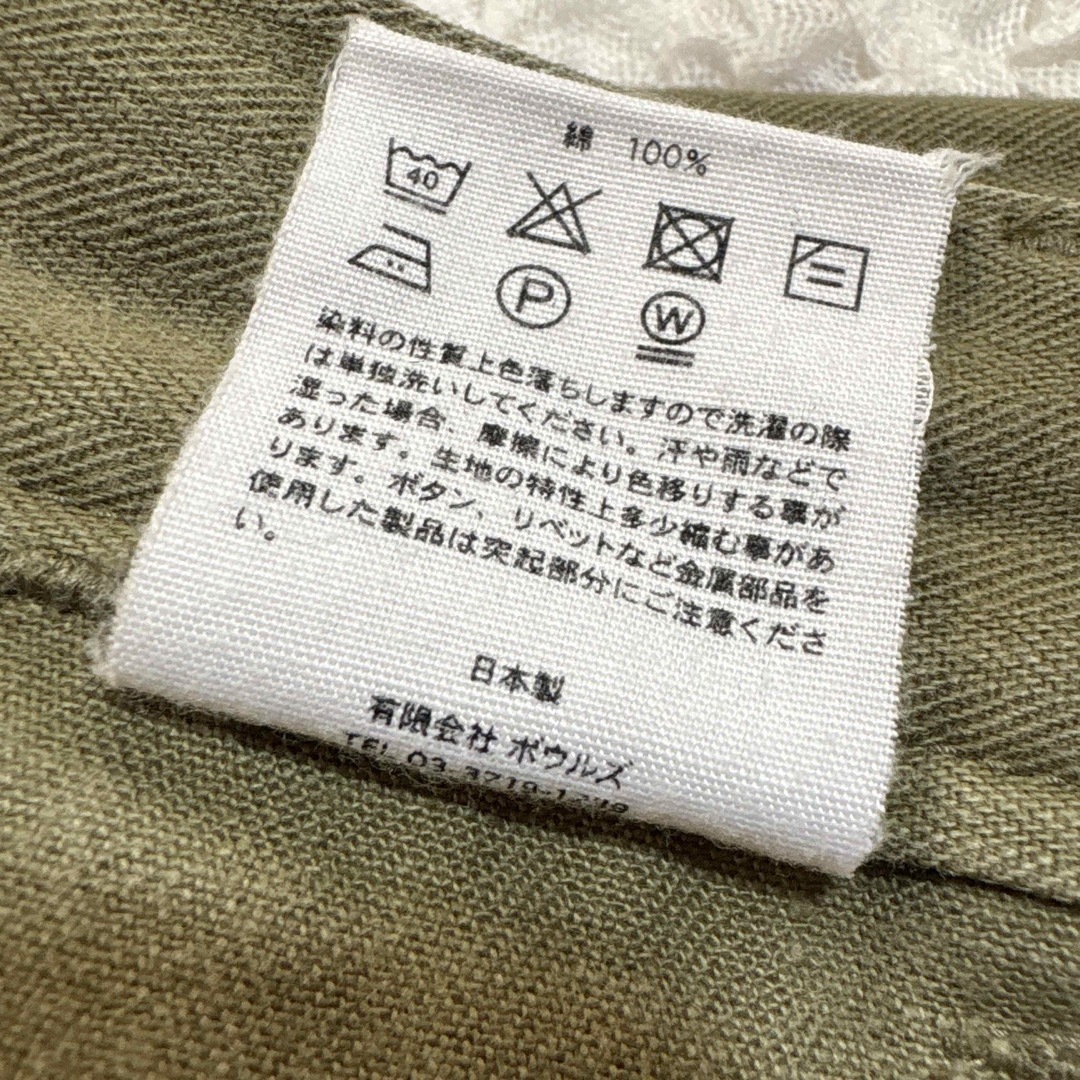 綿 100%
40
P
W
染料の性質上色落ちしますので洗濯の際
は単独洗いしてください。汗や雨などで
湿った場合、摩擦により色移りする事が
あります。生地の特性上多少縮む事があ
ります。ボタン、リベットなど金属部品を
使用した製品は突起部分にご注意くださ
い。
日本製
有限会社 ボウルズ
TEL 03-3719-1239